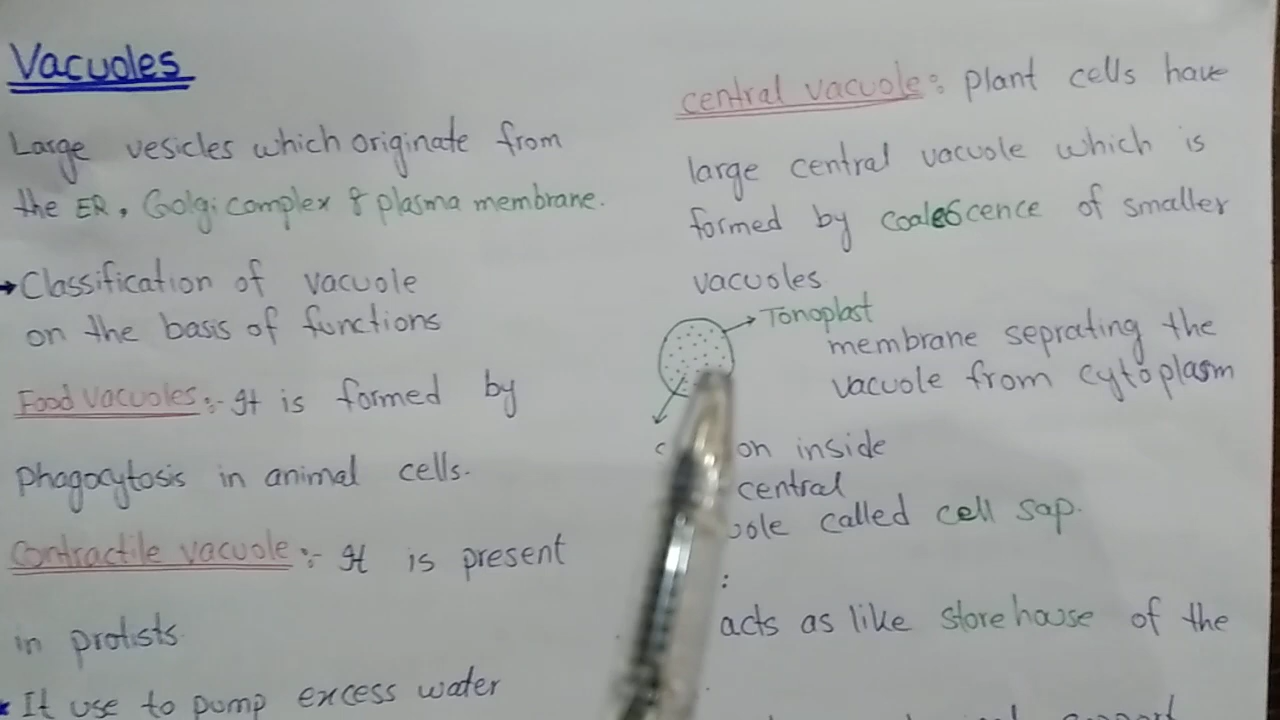 Vacuoles
Large vesicles which originate from
the ER, Golgi complex & plasma membrane.
→ Classification of vacuole
on the basis of functions
Food vacuoles:- It is formed by
phagocytosis in animal cells.
Contractile vacuole:- It is present
in protists.
It use to pump excess water
central vacuole: plant cells have
large central vacuole which is
formed by coalescence of smaller
vacuoles
→ Tonoplast
membrane seprating the
vacuole from cytoplasm
on inside
central
uole called cell sap.
:
acts as like storehouse of the